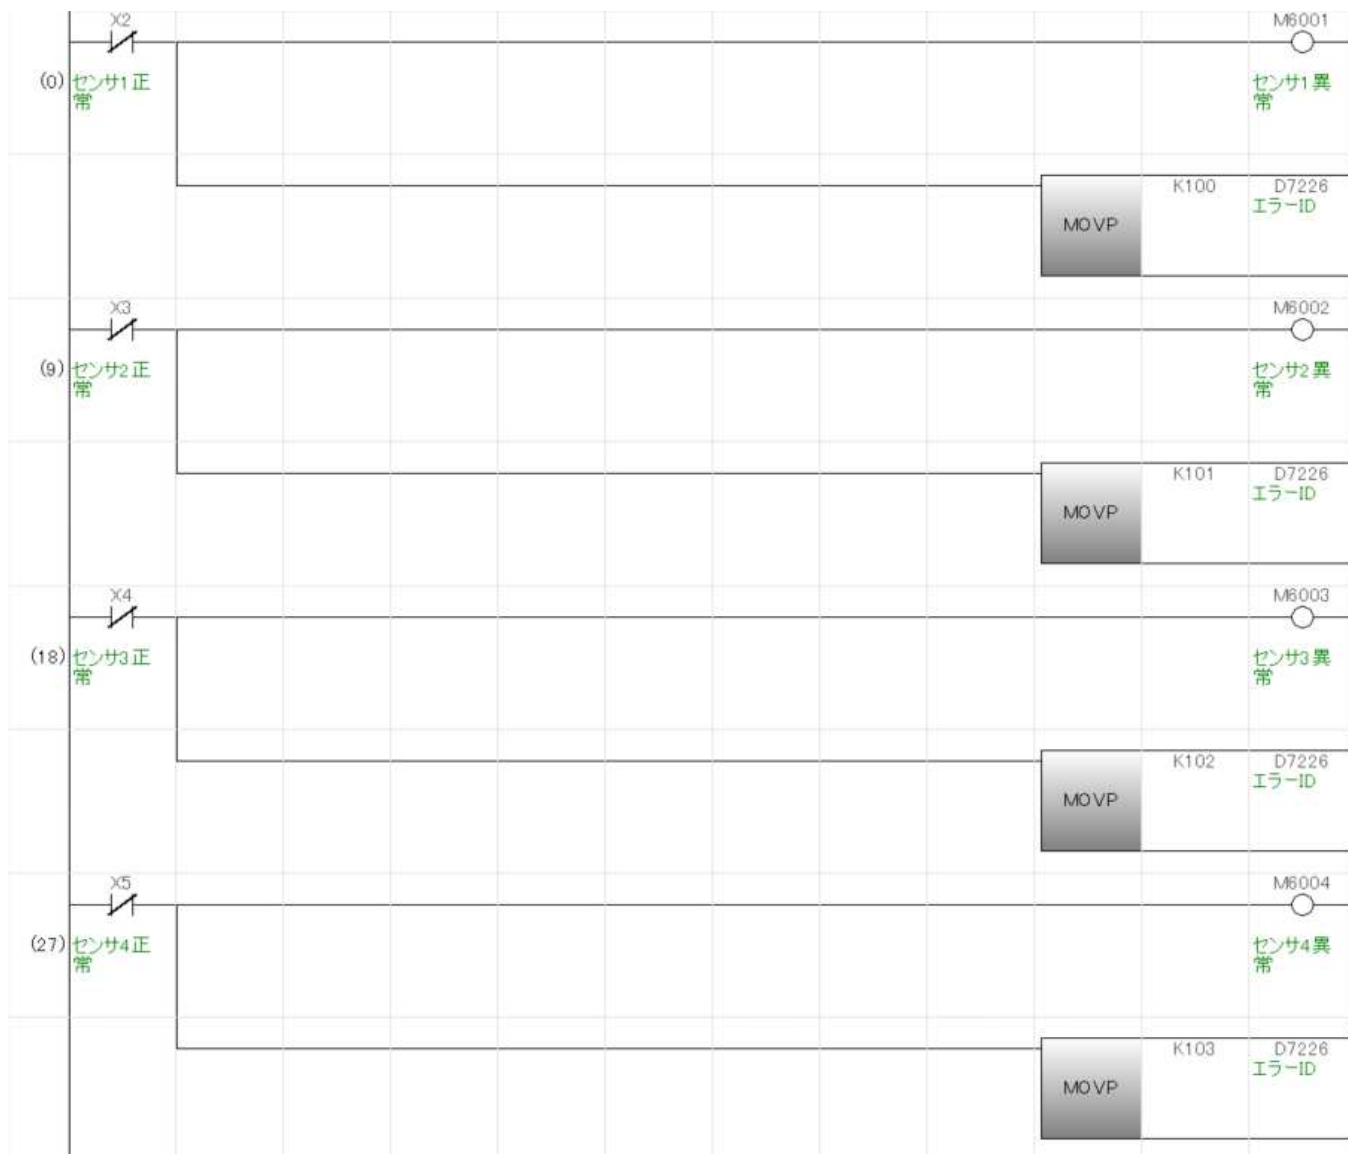 X2
M6001
(0)
センサ1正
常
センサ1異
常
MOVP
K100
D7226
エラーID
X3
M6002
(9)
センサ2正
常
センサ2異
常
MOVP
K101
D7226
エラーID
X4
M6003
(18)
センサ3正
常
センサ3異
常
MOVP
K102
D7226
エラーID
X5
M6004
(27)
センサ4正
常
センサ4異
常
MOVP
K103
D7226
エラーID